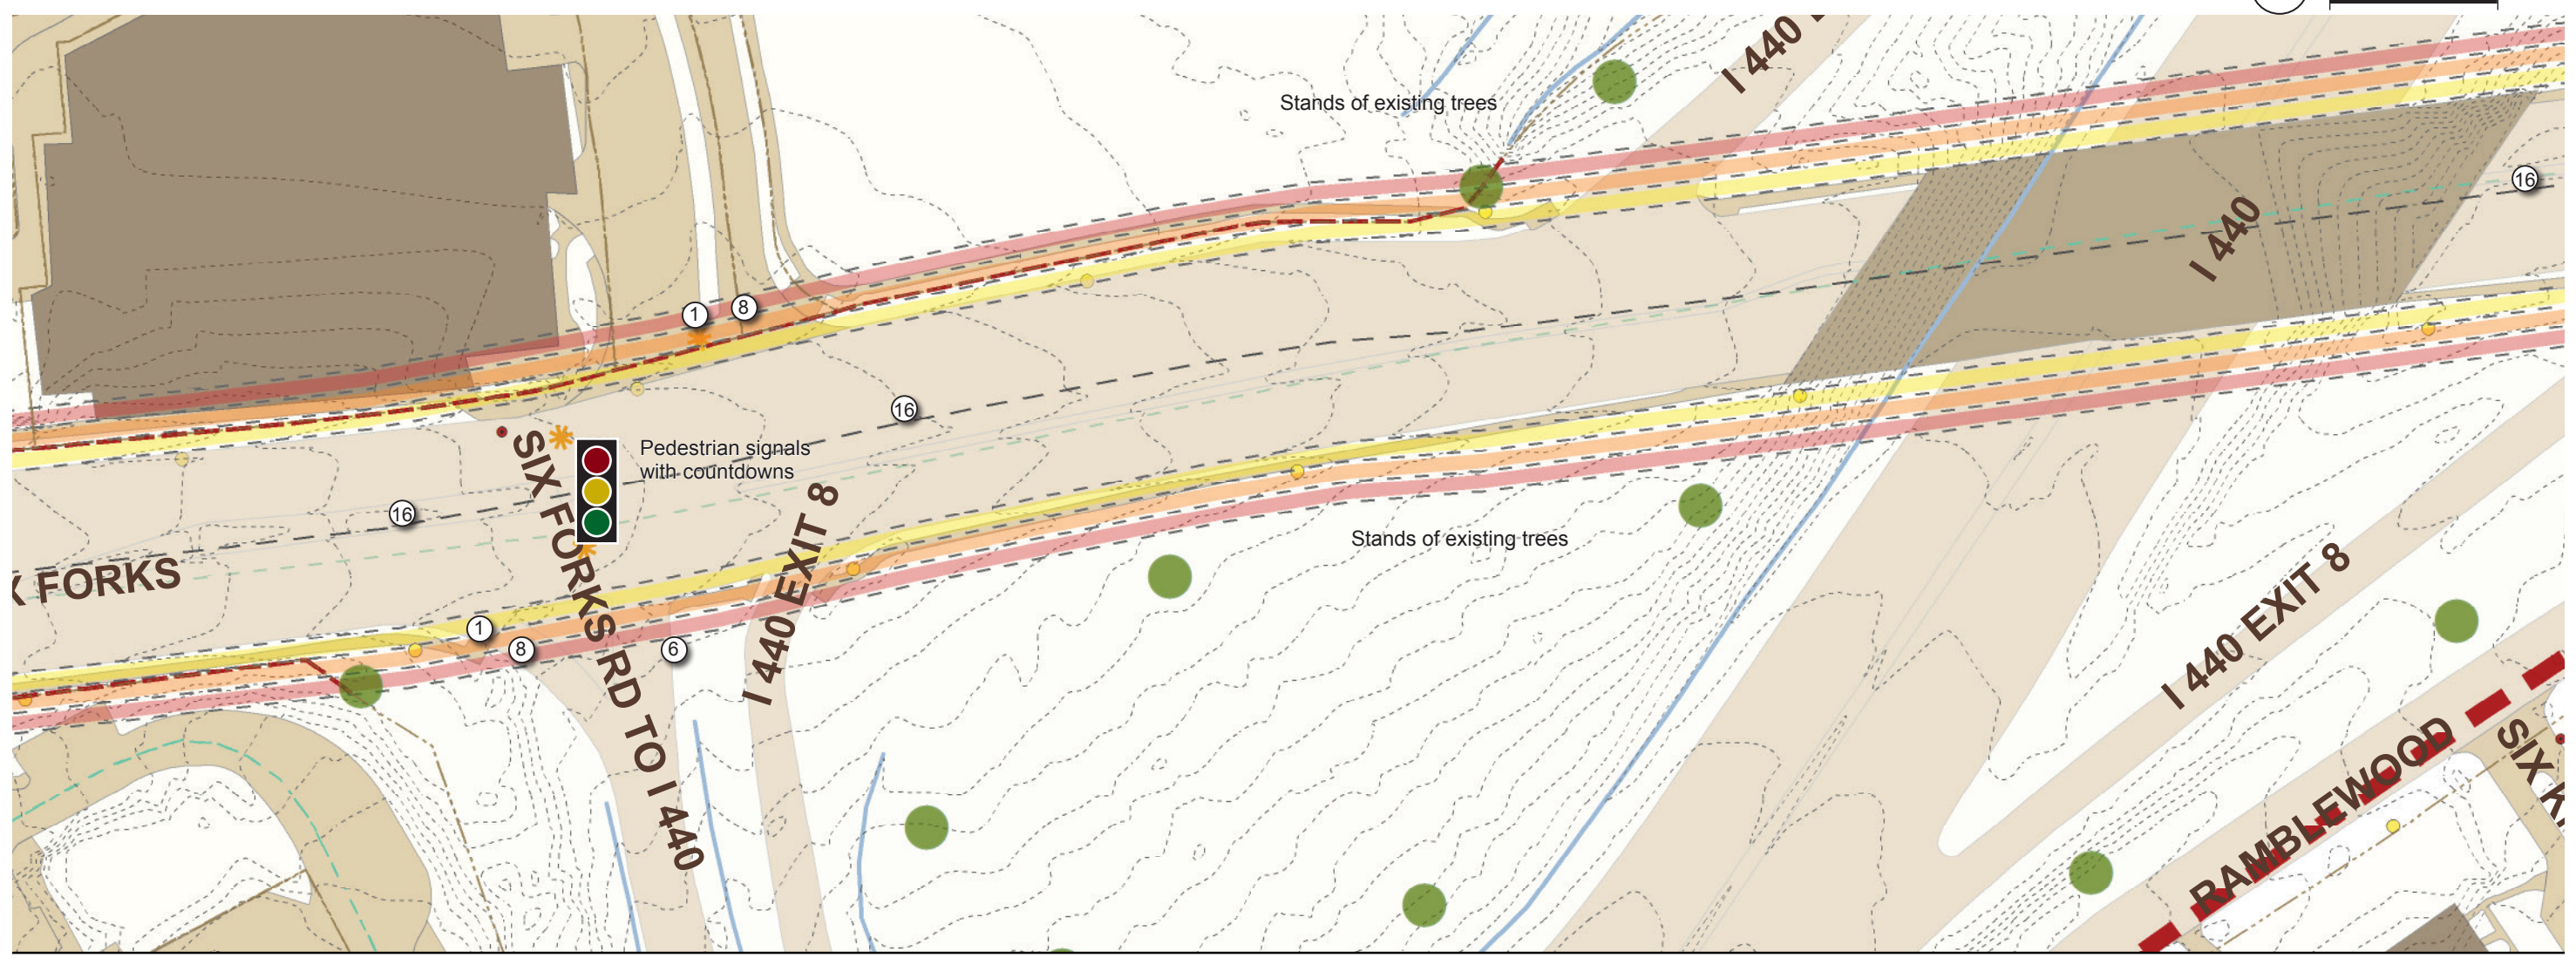 I 440
Stands of existing trees
16
I 440
1
8
16
SIX FORKS RD TO I 440
Pedestrian signals
with countdowns
16
I 440 EXIT 8
Stands of existing trees
FORKS
1
8
6
I 440 EXIT 8
RAMBLEWOOD
SIX